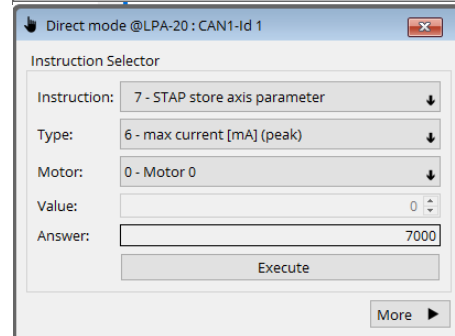 Direct mode @LPA-20 : CAN1-Id 1
Instruction Selector
Instruction: 7 - STAP store axis parameter
Type: 6 - max current [mA] (peak)
Motor: 0 - Motor 0
Value: 0
Answer: 7000
Execute
More